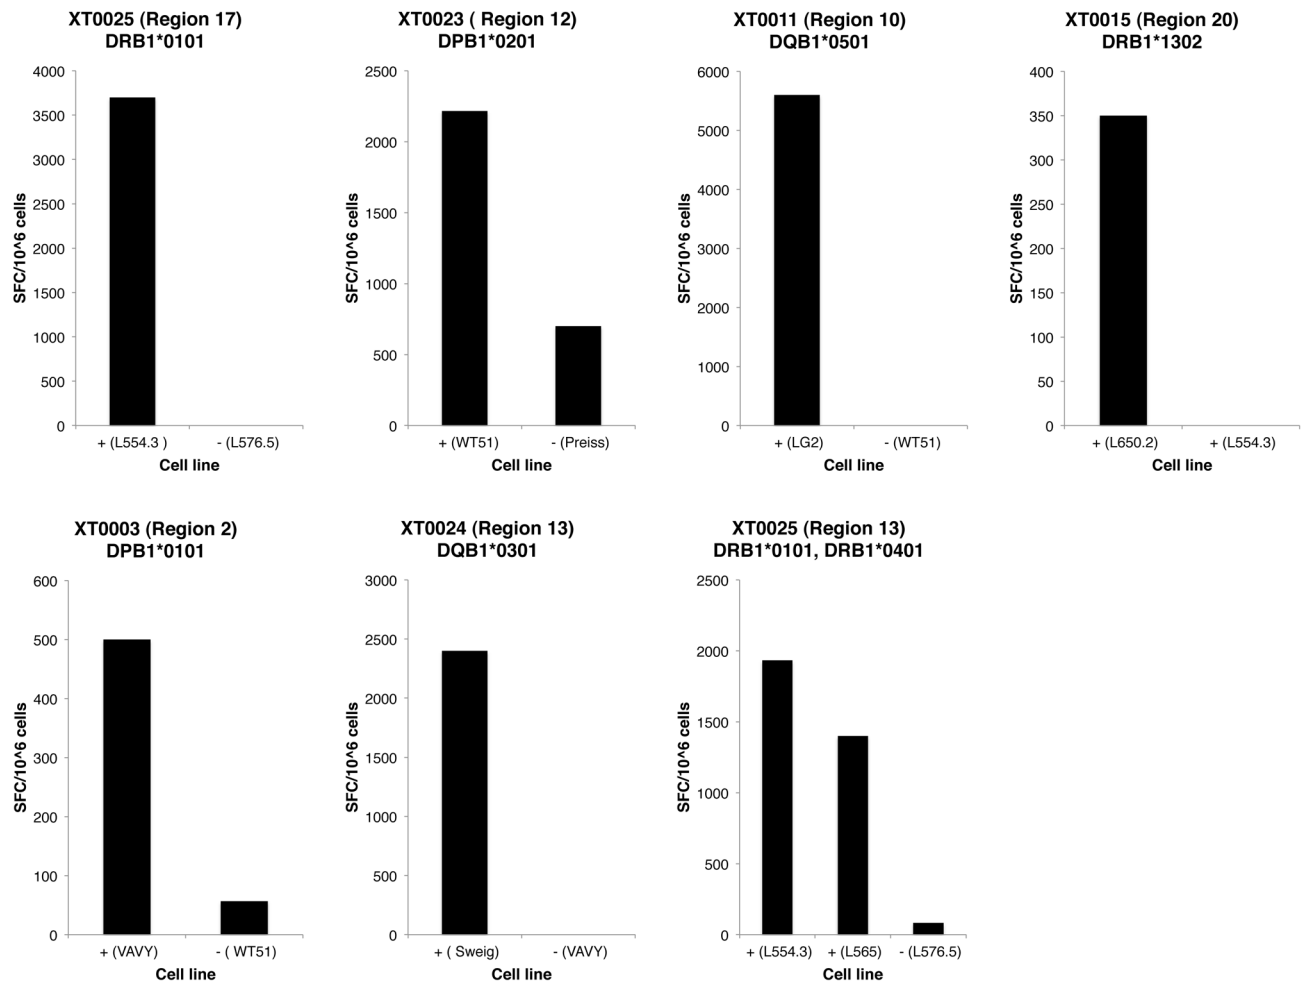 XT0025 (Region 17)
DRB1*0101
4000
3500
3000
2500
2000
1500
1000
500
0
SFC/10^6 cells
+ (L554.3 )
- (L576.5)
Cell line
XT0023 ( Region 12)
DPB1*0201
2500
2000
1500
1000
500
0
SFC/10^6 cells
+ (WT51)
- (Preiss)
Cell line
XT0011 (Region 10)
DQB1*0501
6000
5000
4000
3000
2000
1000
0
SFC/10^6 cells
+ (LG2)
- (WT51)
Cell line
XT0015 (Region 20)
DRB1*1302
400
350
300
250
200
150
100
50
0
SFC/10^6 cells
+ (L650.2)
+ (L554.3)
Cell line
XT0003 (Region 2)
DPB1*0101
600
500
400
300
200
100
0
SFC/10^6 cells
+ (VAVY)
- ( WT51)
Cell line
XT0024 (Region 13)
DQB1*0301
3000
2500
2000
1500
1000
500
0
SFC/10^6 cells
+ ( Sweig)
- (VAVY)
Cell line
XT0025 (Region 13)
DRB1*0101, DRB1*0401
2500
2000
1500
1000
500
0
SFC/10^6 cells
+ (L554.3)
+ (L565)
- (L576.5)
Cell line